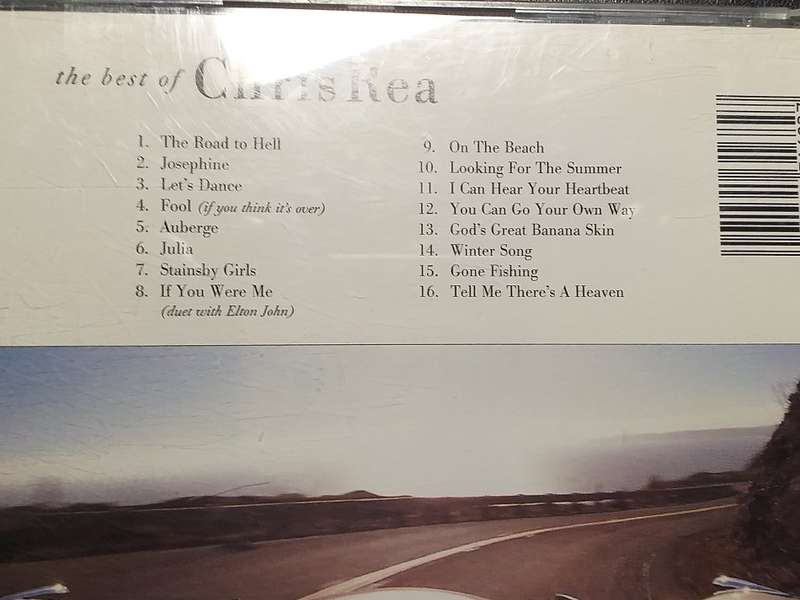 the best of Chris Rea
1. The Road to Hell
2. Josephine
3. Let's Dance
4. Fool (if you think it's over)
5. Auberge
6. Julia
7. Stainsby Girls
8. If You Were Me
(duet with Elton John)
9. On The Beach
10. Looking For The Summer
11. I Can Hear Your Heartbeat
12. You Can Go Your Own Way
13. God's Great Banana Skin
14. Winter Song
15. Gone Fishing
16. Tell Me There's A Heaven